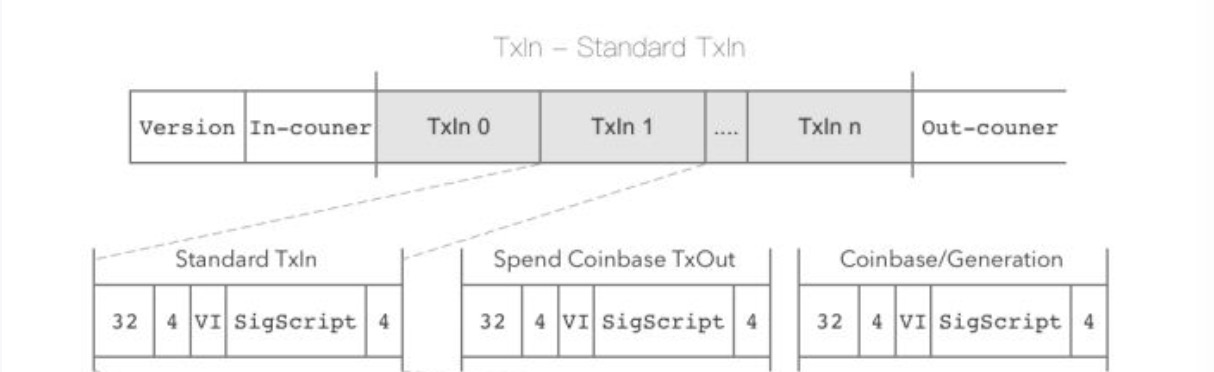 TxIn – Standard TxIn
Version In-couner TxIn 0 TxIn 1 .... TxIn n Out-couner
Standard TxIn Spend Coinbase TxOut Coinbase/Generation
32 4 VI SigScript 4 32 4 VI SigScript 4 32 4 VI SigScript 4